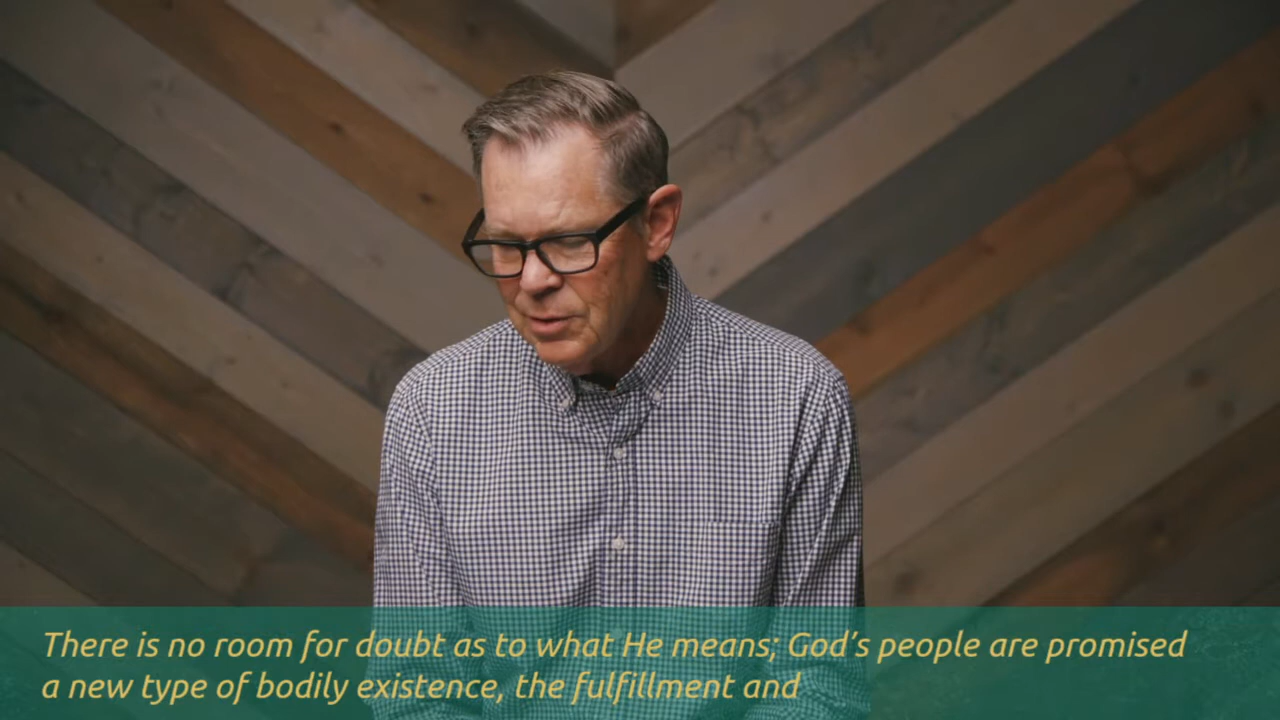 There is no room for doubt as to what He means; God's people are promised
a new type of bodily existence, the fulfillment and